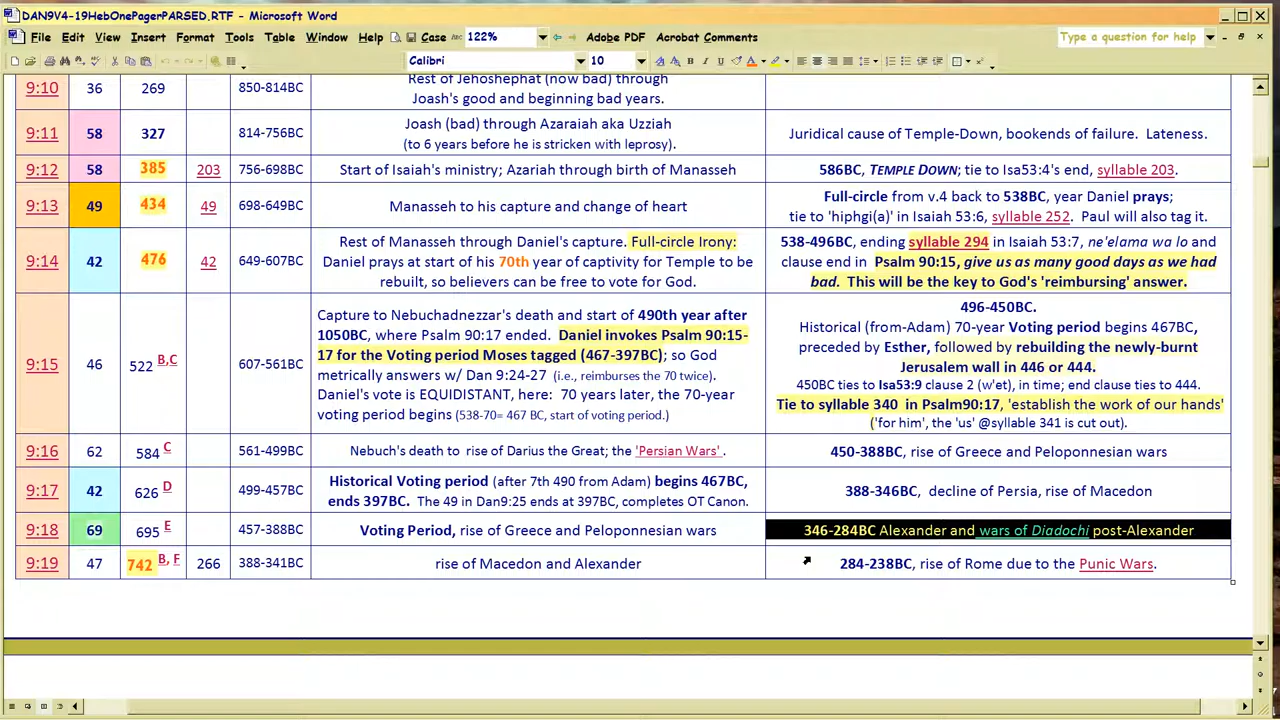 DAN9V4-19HebOnePagerPARSED.RTF - Microsoft Word
File Edit View Insert Format Tools Table Window Help Case 122% Adobe PDF Acrobat Comments Type a question for help
Calibri 10 B I U
9:10 36 269 850-814BC Rest of Jehoshephat (now bad) through
Joash's good and beginning bad years.
9:11 58 327 814-756BC Joash (bad) through Azaraiah aka Uzziah
(to 6 years before he is stricken with leprosy).
Juridical cause of Temple-Down, bookends of failure. Lateness.
9:12 58 385 203 756-698BC Start of Isaiah's ministry; Azariah through birth of Manasseh 586BC, TEMPLE DOWN; tie to Isa53:4's end, syllable 203.
9:13 49 434 49 698-649BC Manasseh to his capture and change of heart
Full-circle from v.4 back to 538BC, year Daniel prays;
tie to 'hiphgi(a)' in Isaiah 53:6, syllable 252. Paul will also tag it.
9:14 42 476 42 649-607BC
Rest of Manasseh through Daniel's capture. Full-circle Irony:
Daniel prays at start of his 70th year of captivity for Temple to be
rebuilt, so believers can be free to vote for God.
538-496BC, ending syllable 294 in Isaiah 53:7, ne'elama wa lo and
clause end in Psalm 90:15, give us as many good days as we had
bad. This will be the key to God's 'reimbursing' answer.
9:15 46 522 B,C 607-561BC
Capture to Nebuchadnezzar's death and start of 490th year after
1050BC, where Psalm 90:17 ended. Daniel invokes Psalm 90:15-
17 for the Voting period Moses tagged (467-397BC); so God
metrically answers w/ Dan 9:24-27 (i.e., reimburses the 70 twice).
Daniel's vote is EQUIDISTANT, here: 70 years later, the 70-year
voting period begins (538-70= 467 BC, start of voting period.)
496-450BC.
Historical (from-Adam) 70-year Voting period begins 467BC,
preceded by Esther, followed by rebuilding the newly-burnt
Jerusalem wall in 446 or 444.
450BC ties to Isa53:9 clause 2 (w'et), in time; end clause ties to 444.
Tie to syllable 340 in Psalm90:17, 'establish the work of our hands'
('for him', the 'us' @syllable 341 is cut out).
9:16 62 584 C 561-499BC Nebuch's death to rise of Darius the Great; the 'Persian Wars'. 450-388BC, rise of Greece and Peloponnesian wars
9:17 42 626 D 499-457BC
Historical Voting period (after 7th 490 from Adam) begins 467BC,
ends 397BC. The 49 in Dan9:25 ends at 397BC, completes OT Canon.
388-346BC, decline of Persia, rise of Macedon
9:18 69 695 E 457-388BC Voting Period, rise of Greece and Peloponnesian wars 346-284BC Alexander and wars of Diadochi post-Alexander
9:19 47 742 B, F 266 388-341BC rise of Macedon and Alexander 284-238BC, rise of Rome due to the Punic Wars.